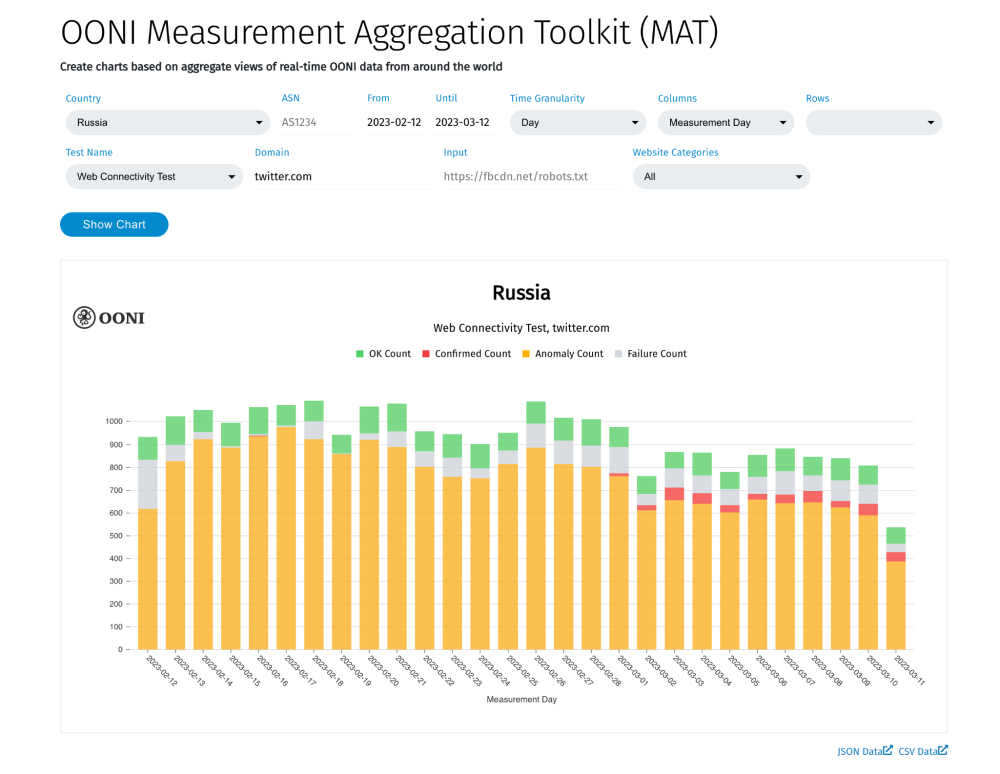 OONI Measurement Aggregation Toolkit (MAT)
Create charts based on aggregate views of real-time OONI data from around the world
Country ASN From Until Time Granularity Columns Rows
Russia AS1234 2023-02-12 2023-03-12 Day Measurement Day
Test Name Domain Input Website Categories
Web Connectivity Test twitter.com https://fbcdn.net/robots.txt All
Show Chart
Russia
OONI
Web Connectivity Test, twitter.com
OK Count Confirmed Count Anomaly Count Failure Count
1000
900
800
700
600
500
400
300
200
100
0
2023-02-12 2023-02-13 2023-02-14 2023-02-15 2023-02-16 2023-02-17 2023-02-18 2023-02-19 2023-02-20 2023-02-21 2023-02-22 2023-02-23 2023-02-24 2023-02-25 2023-02-26 2023-02-27 2023-02-28 2023-03-01 2023-03-02 2023-03-03 2023-03-04 2023-03-05 2023-03-06 2023-03-07 2023-03-08 2023-03-09 2023-03-10 2023-03-11
Measurement Day
JSON Data CSV Data